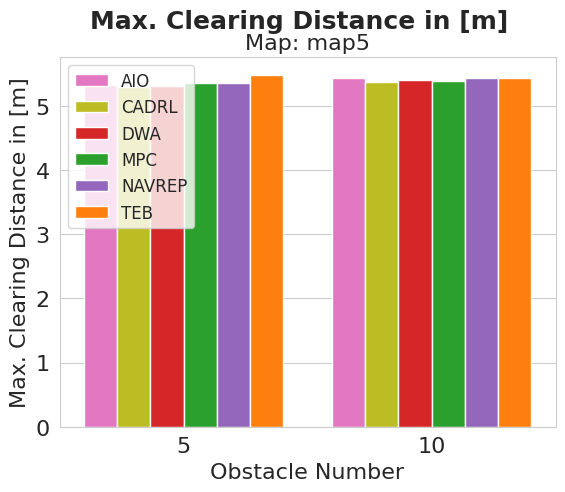 Max. Clearing Distance in [m]
Map: map5
Max. Clearing Distance in [m]
5
4
3
2
1
0
AIO
CADRL
DWA
MPC
NAVREP
TEB
5
10
Obstacle Number